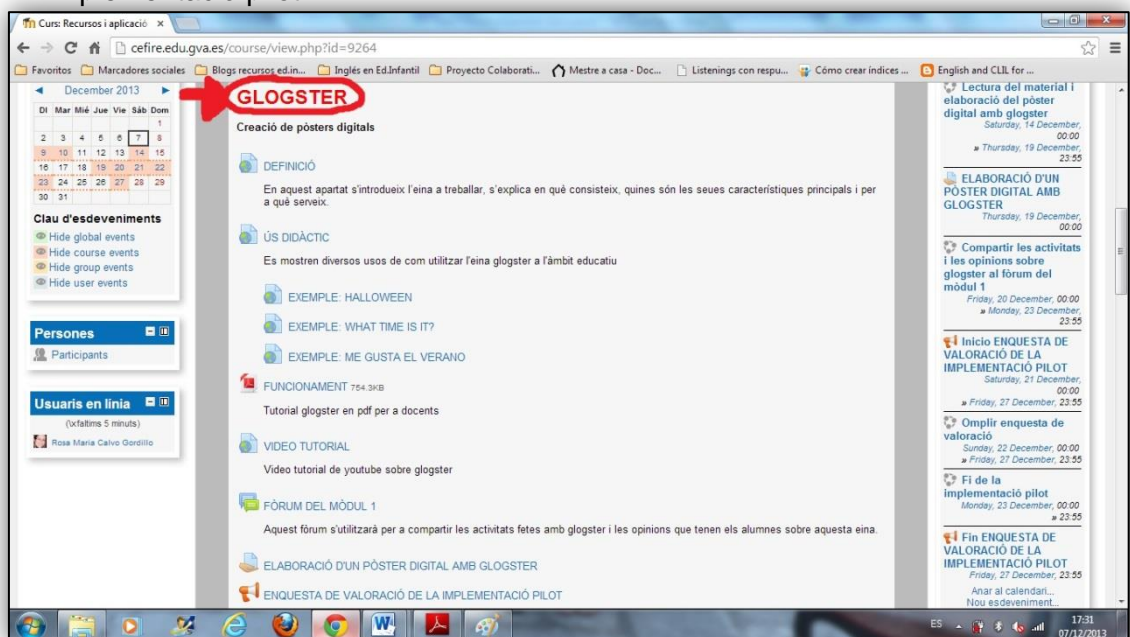 Curs: Recursos i aplicació
cefire.edu.gva.es/course/view.php?id=9264
Favoritos
Marcadores sociales
Blogs recursos ed.in...
Inglés en Ed.Infantil
Proyecto Colaborati...
Mestre a casa - Doc...
Listenings con respu...
Cómo crear índices ...
English and CLIL for ...
December 2013
Dl Mar Mié Jue Vie Sáb Dom
1
2 3 4 5 6 7 8
9 10 11 12 13 14 15
16 17 18 19 20 21 22
23 24 25 26 27 28 29
30 31
Clau d'esdeveniments
Hide global events
Hide course events
Hide group events
Hide user events
Persones
Participants
Usuaris en línia
(\xfaltims 5 minuts)
Rosa Maria Calvo Gordillo
GLOGSTER
Creació de pòsters digitals
DEFINICIÓ
En aquest apartat s'introdueix l'eina a treballar, s'explica en què consisteix, quines són les seues característiques principals i per
a què serveix.
ÚS DIDÀCTIC
Es mostren diversos usos de com utilitzar l'eina glogster a l'àmbit educatiu
EXEMPLE: HALLOWEEN
EXEMPLE: WHAT TIME IS IT?
EXEMPLE: ME GUSTA EL VERANO
FUNCIONAMENT 754.3KB
Tutorial glogster en pdf per a docents
VIDEO TUTORIAL
Video tutorial de youtube sobre glogster
FÒRUM DEL MÒDUL 1
Aquest fòrum s'utilitzarà per a compartir les activitats fetes amb glogster i les opinions que tenen els alumnes sobre aquesta eina.
ELABORACIÓ D'UN PÒSTER DIGITAL AMB GLOGSTER
ENQUESTA DE VALORACIÓ DE LA IMPLEMENTACIÓ PILOT
Lectura del material i
elaboració del pòster
digital amb glogster
Saturday, 14 December,
00:00
» Thursday, 19 December,
23:55
ELABORACIÓ D'UN
PÒSTER DIGITAL AMB
GLOGSTER
Thursday, 19 December,
00:00
Compartir les activitats
i les opinions sobre
glogster al fòrum del
mòdul 1
Friday, 20 December, 00:00
» Monday, 23 December,
23:55
Inicio ENQUESTA DE
VALORACIÓ DE LA
IMPLEMENTACIÓ PILOT
Saturday, 21 December,
00:00
» Friday, 27 December, 23:55
Omplir enquesta de
valoració
Sunday, 22 December, 00:00
» Friday, 27 December, 23:55
Fi de la
implementació pilot
Monday, 23 December, 00:00
» 23:55
Fin ENQUESTA DE
VALORACIÓ DE LA
IMPLEMENTACIÓ PILOT
Friday, 27 December, 23:55
Anar al calendari...
Nou esdeveniment...
ES
17:31
07/12/2013